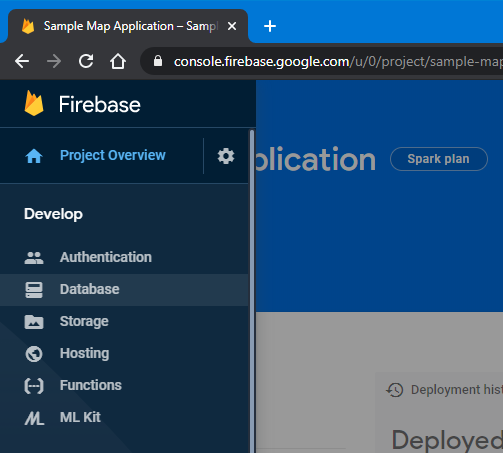 Sample Map Application – Sampl
console.firebase.google.com/u/0/project/sample-map
Firebase
Project Overview
plication
Spark plan
Develop
Authentication
Database
Storage
Hosting
Functions
ML Kit
Deployment hist
Deployed